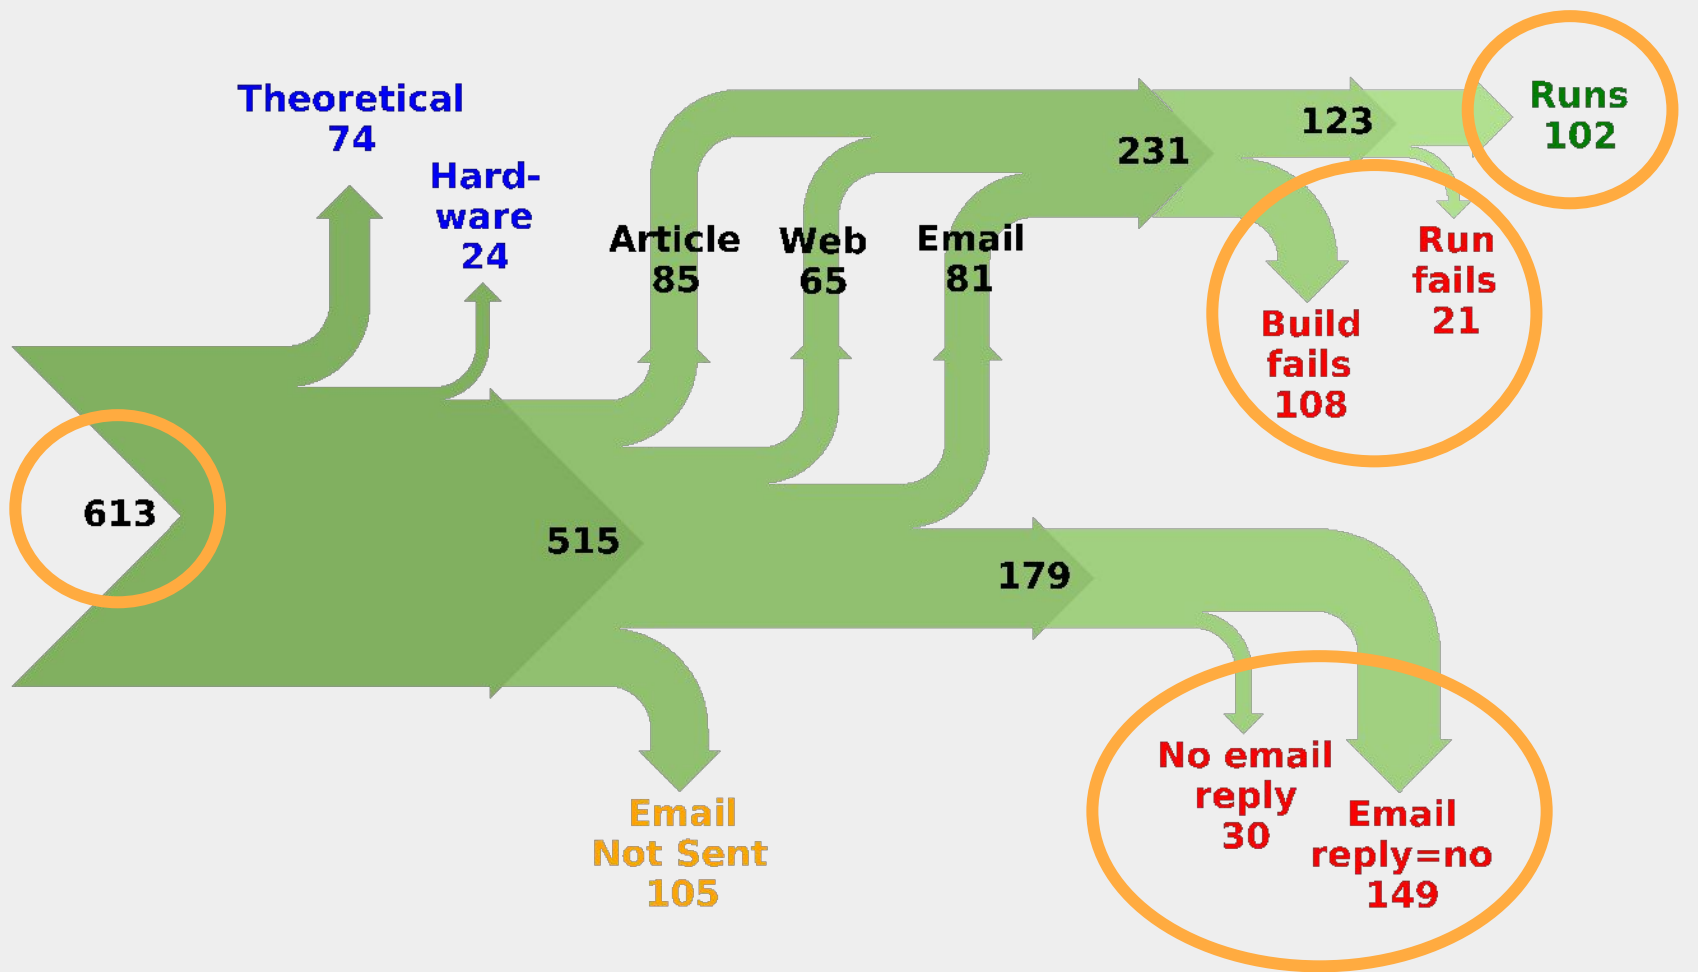 Theoretical
74
Hard-
ware
24
Article
85
Web
65
Email
81
231
123
Runs
102
Run
fails
21
Build
fails
108
613
515
179
Email
Not Sent
105
No email
reply
30
Email
reply=no
149